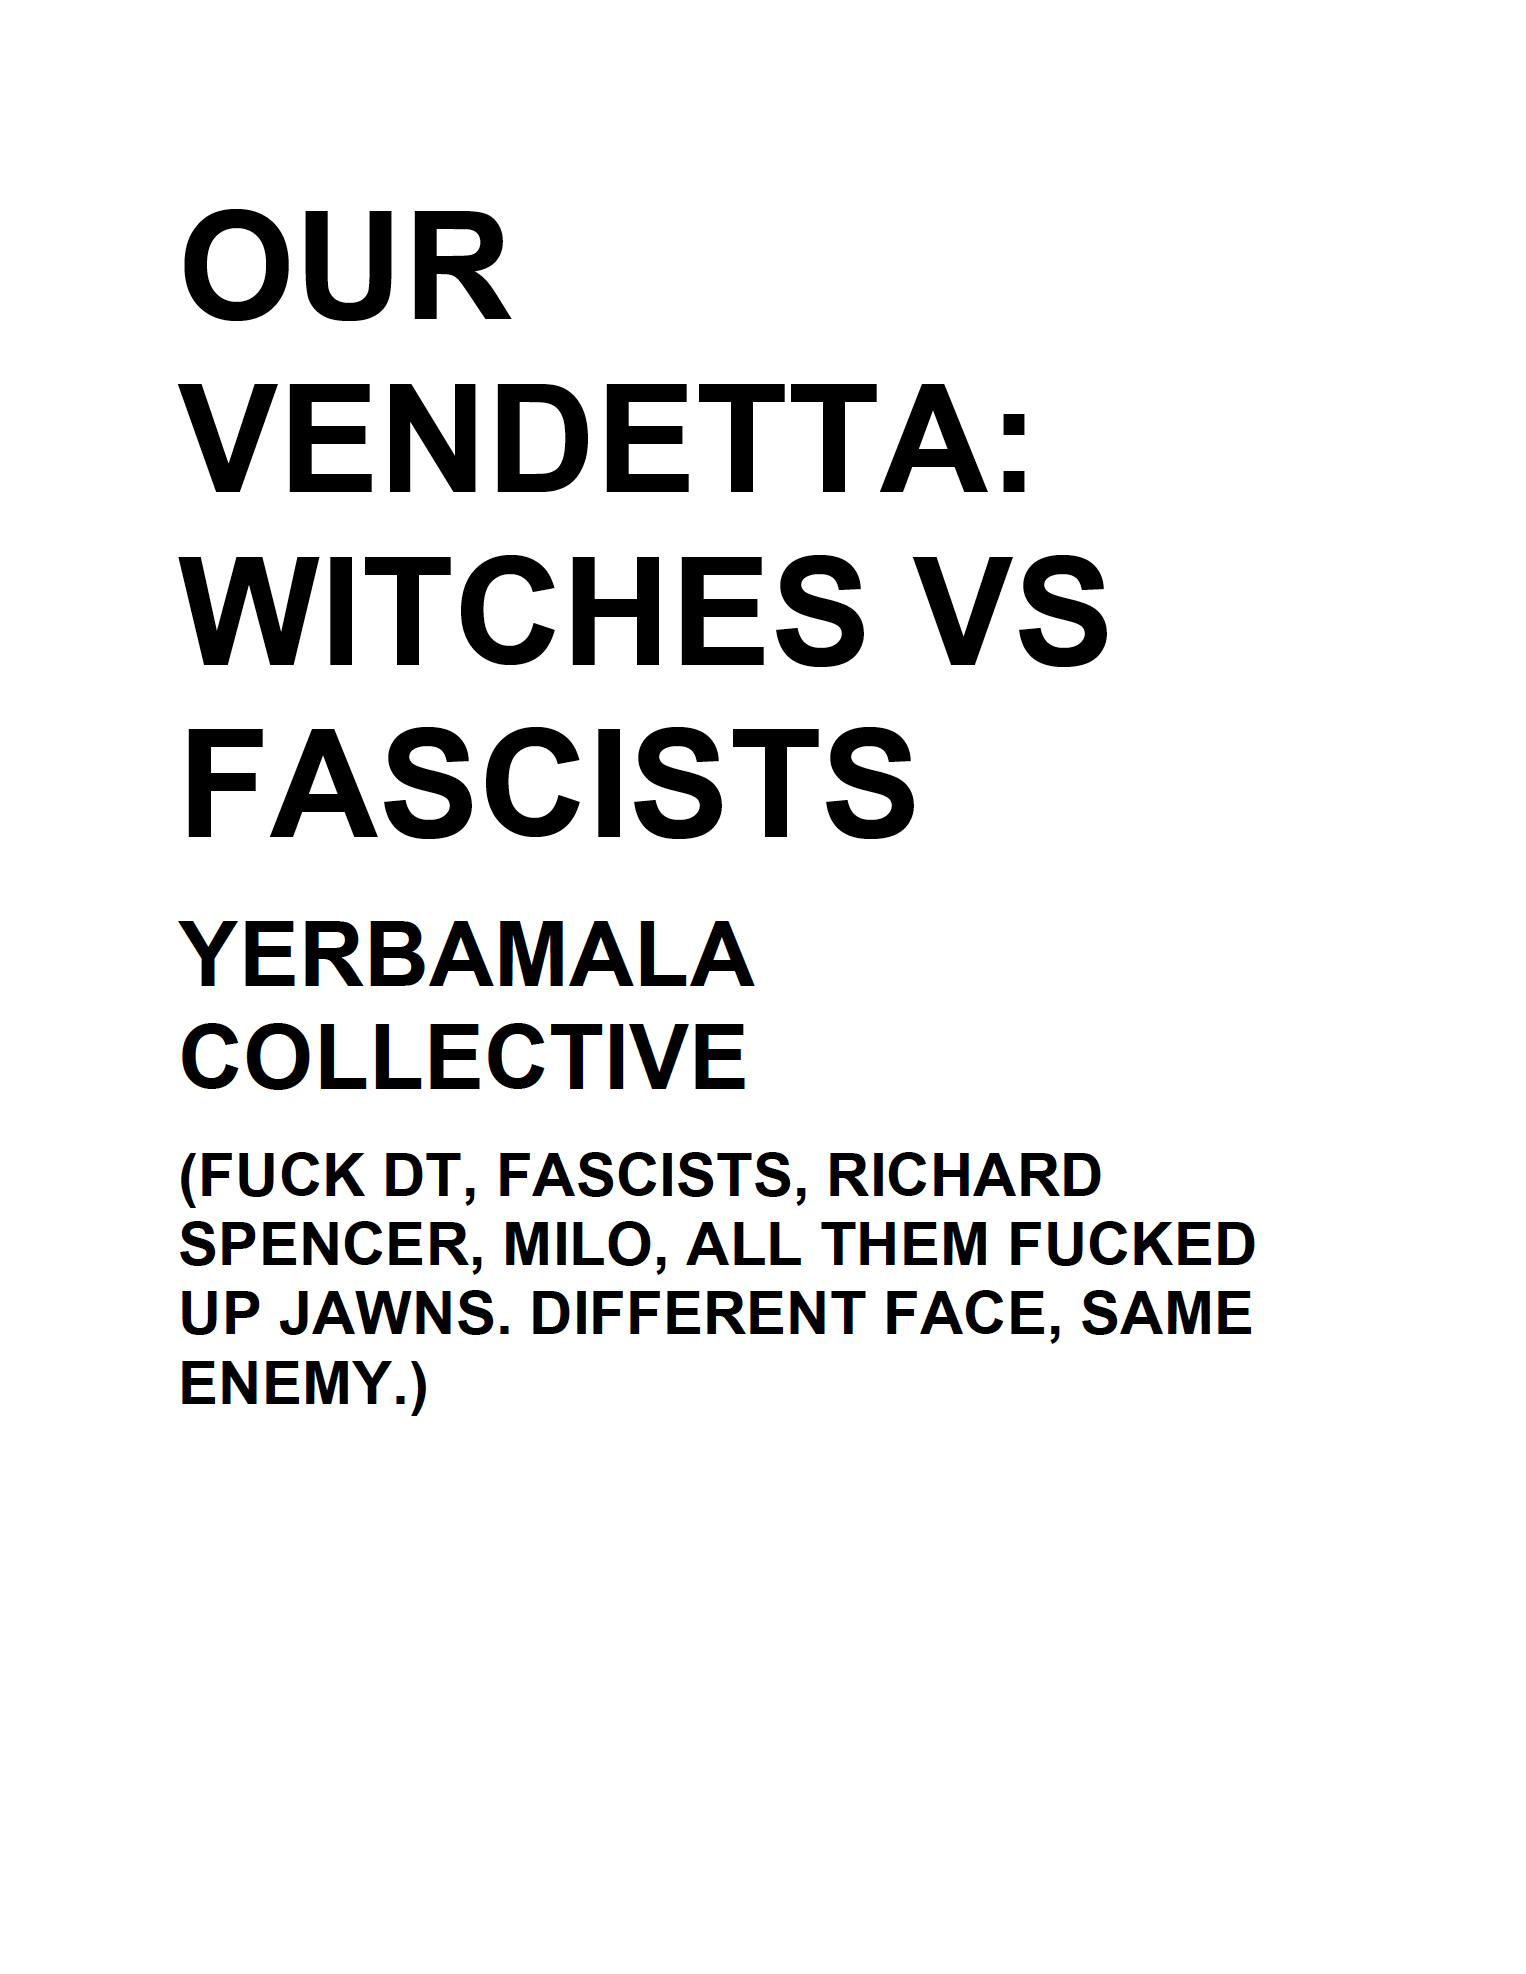 OUR
VENDETTA:
WITCHES VS
FASCISTS
YERBAMALA
COLLECTIVE
(FUCK DT, FASCISTS, RICHARD
SPENCER, MILO, ALL THEM FUCKED
UP JAWNS. DIFFERENT FACE, SAME
ENEMY.)